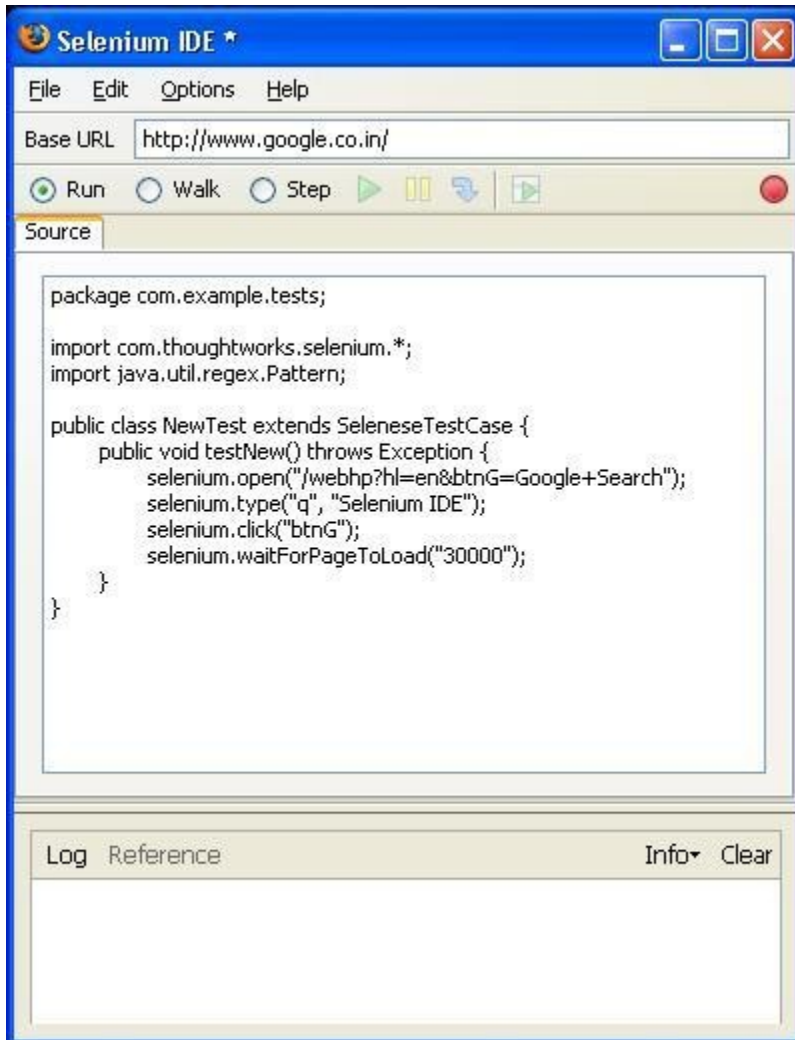 Selenium IDE *
File Edit Options Help
Base URL http://www.google.co.in/
Run Walk Step
Source
package com.example.tests;
import com.thoughtworks.selenium.*;
import java.util.regex.Pattern;
public class NewTest extends SeleneseTestCase {
public void testNew() throws Exception {
selenium.open("/webhp?hl=en&btnG=Google+Search");
selenium.type("q", "Selenium IDE");
selenium.click("btnG");
selenium.waitForPageToLoad("30000");
}
}
Log Reference Info Clear